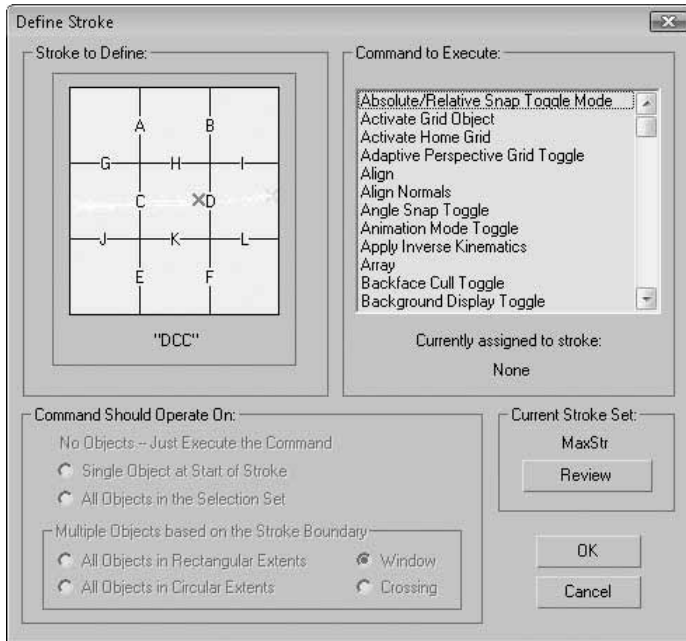 Define Stroke
Stroke to Define:
A B
G H I
C D
J K L
E F
"DCC"
Command to Execute:
Absolute/Relative Snap Toggle Mode
Activate Grid Object
Activate Home Grid
Adaptive Perspective Grid Toggle
Align
Align Normals
Angle Snap Toggle
Animation Mode Toggle
Apply Inverse Kinematics
Array
Backface Cull Toggle
Background Display Toggle
Currently assigned to stroke:
None
Command Should Operate On:
No Objects -- Just Execute the Command
Single Object at Start of Stroke
All Objects in the Selection Set
Multiple Objects based on the Stroke Boundary
All Objects in Rectangular Extents Window
All Objects in Circular Extents Crossing
Current Stroke Set:
MaxStr
Review
OK
Cancel